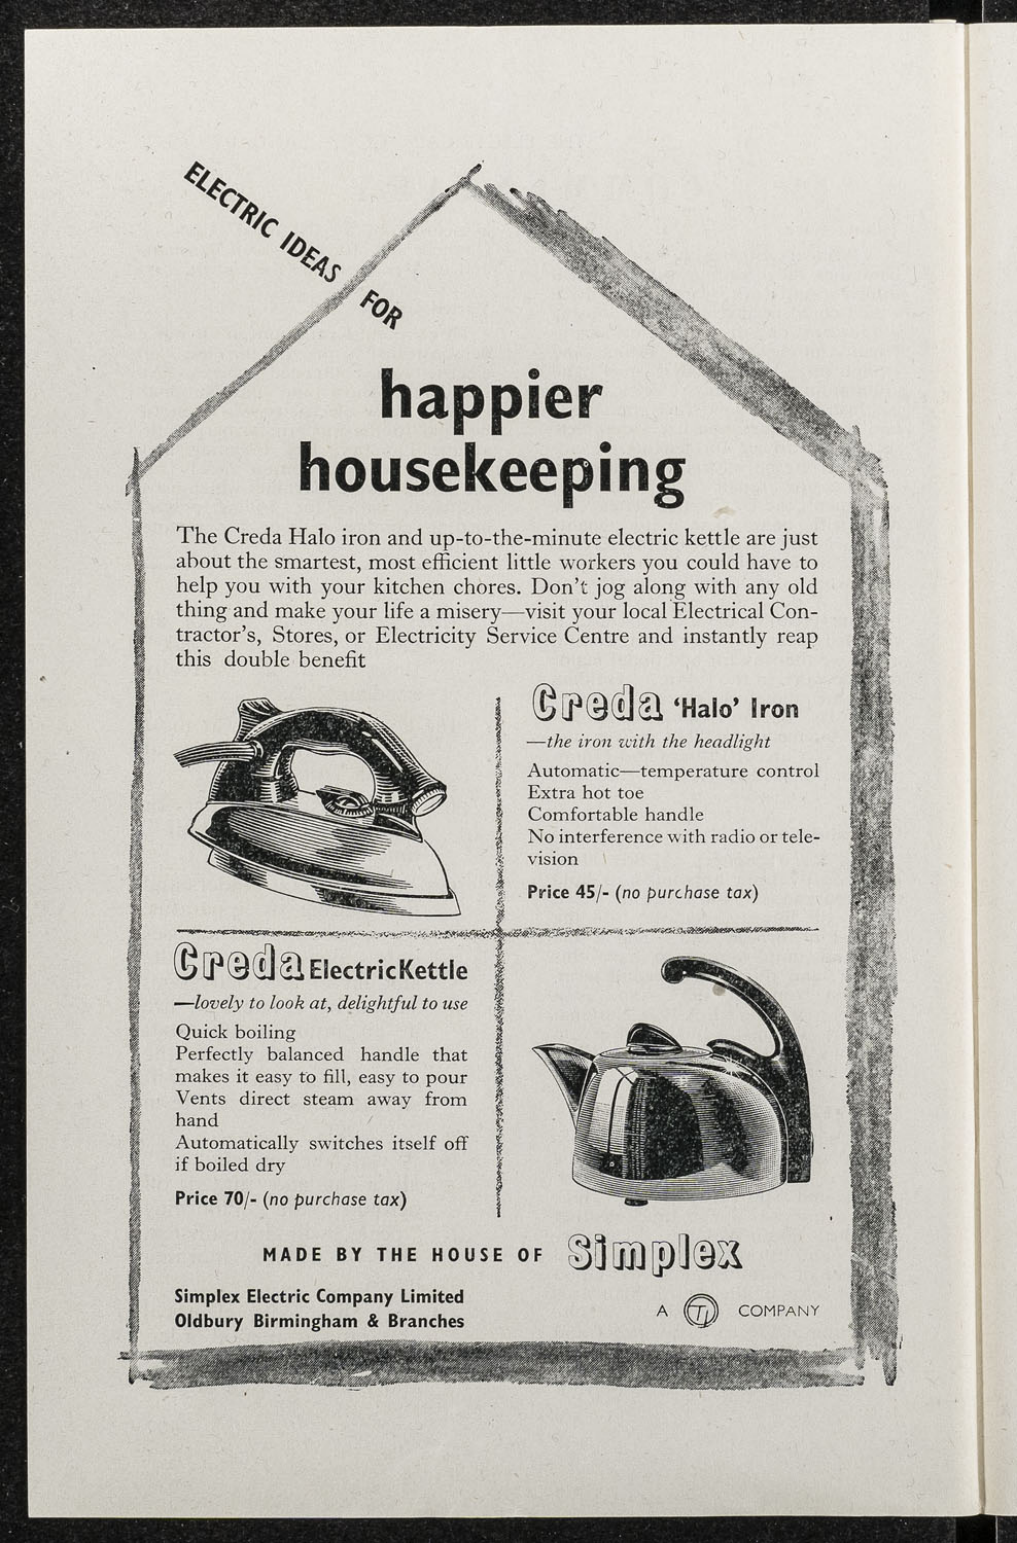 ELECTRIC IDEAS FOR
happier
housekeeping
The Creda Halo iron and up-to-the-minute electric kettle are just
about the smartest, most efficient little workers you could have to
help you with your kitchen chores. Don't jog along with any old
thing and make your life a misery—visit your local Electrical Con-
tractor's, Stores, or Electricity Service Centre and instantly reap
this double benefit
Creda 'Halo' Iron
—the iron with the headlight
Automatic—temperature control
Extra hot toe
Comfortable handle
No interference with radio or tele-
vision
Price 45/- (no purchase tax)
Creda Electric Kettle
—lovely to look at, delightful to use
Quick boiling
Perfectly balanced handle that
makes it easy to fill, easy to pour
Vents direct steam away from
hand
Automatically switches itself off
if boiled dry
Price 70/- (no purchase tax)
MADE BY THE HOUSE OF Simplex
Simplex Electric Company Limited
Oldbury Birmingham & Branches
A TI COMPANY